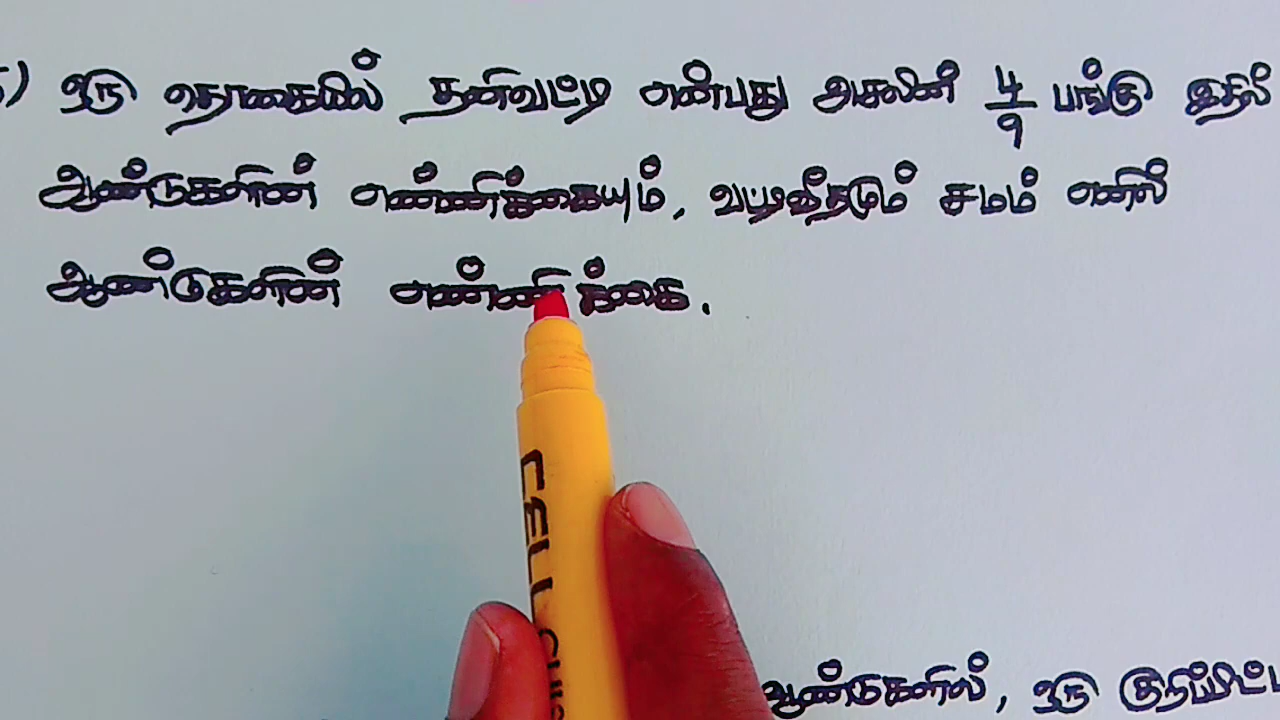 ) ஒரு தொகையில் தனிவட்டி என்பது அசலின் 4/9 பங்கு இதில்
ஆண்டுகளின் எண்ணிக்கையும், வட்டிவீதமும் சமம் எனில்
ஆண்டுகளின் எண்ணிக்கை.
CELL
ஆண்டுகளில், ஒரு